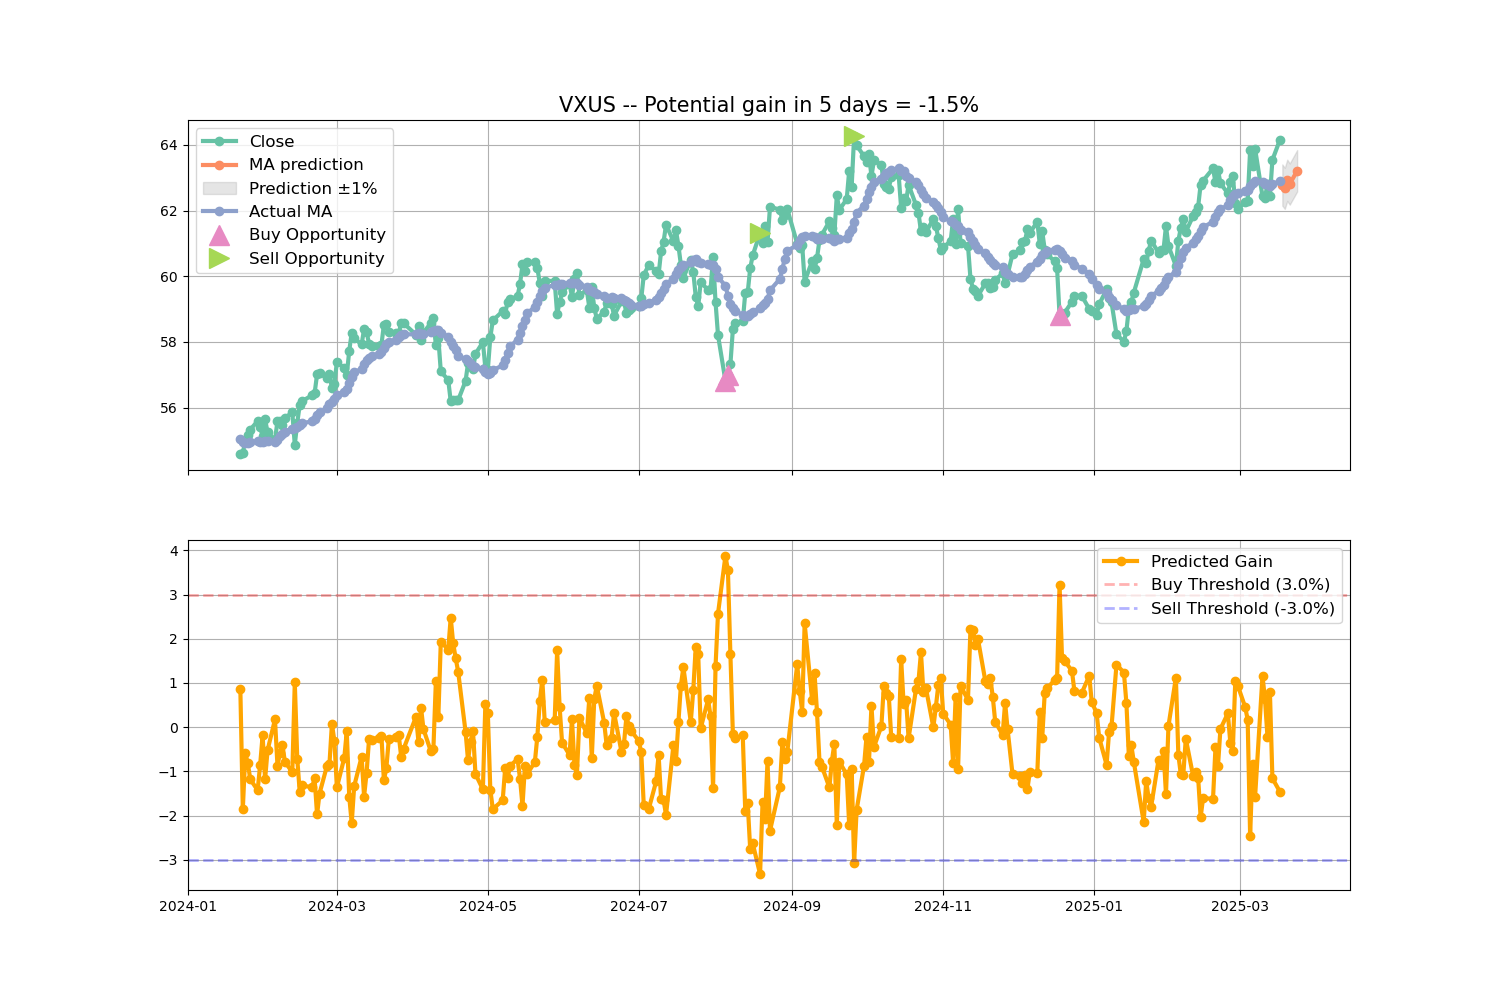 VXUS -- Potential gain in 5 days = -1.5%
64
62
60
58
56
Close
MA prediction
Prediction ±1%
Actual MA
Buy Opportunity
Sell Opportunity
4
3
2
1
0
−1
−2
−3
Predicted Gain
Buy Threshold (3.0%)
Sell Threshold (-3.0%)
2024-01
2024-03
2024-05
2024-07
2024-09
2024-11
2025-01
2025-03